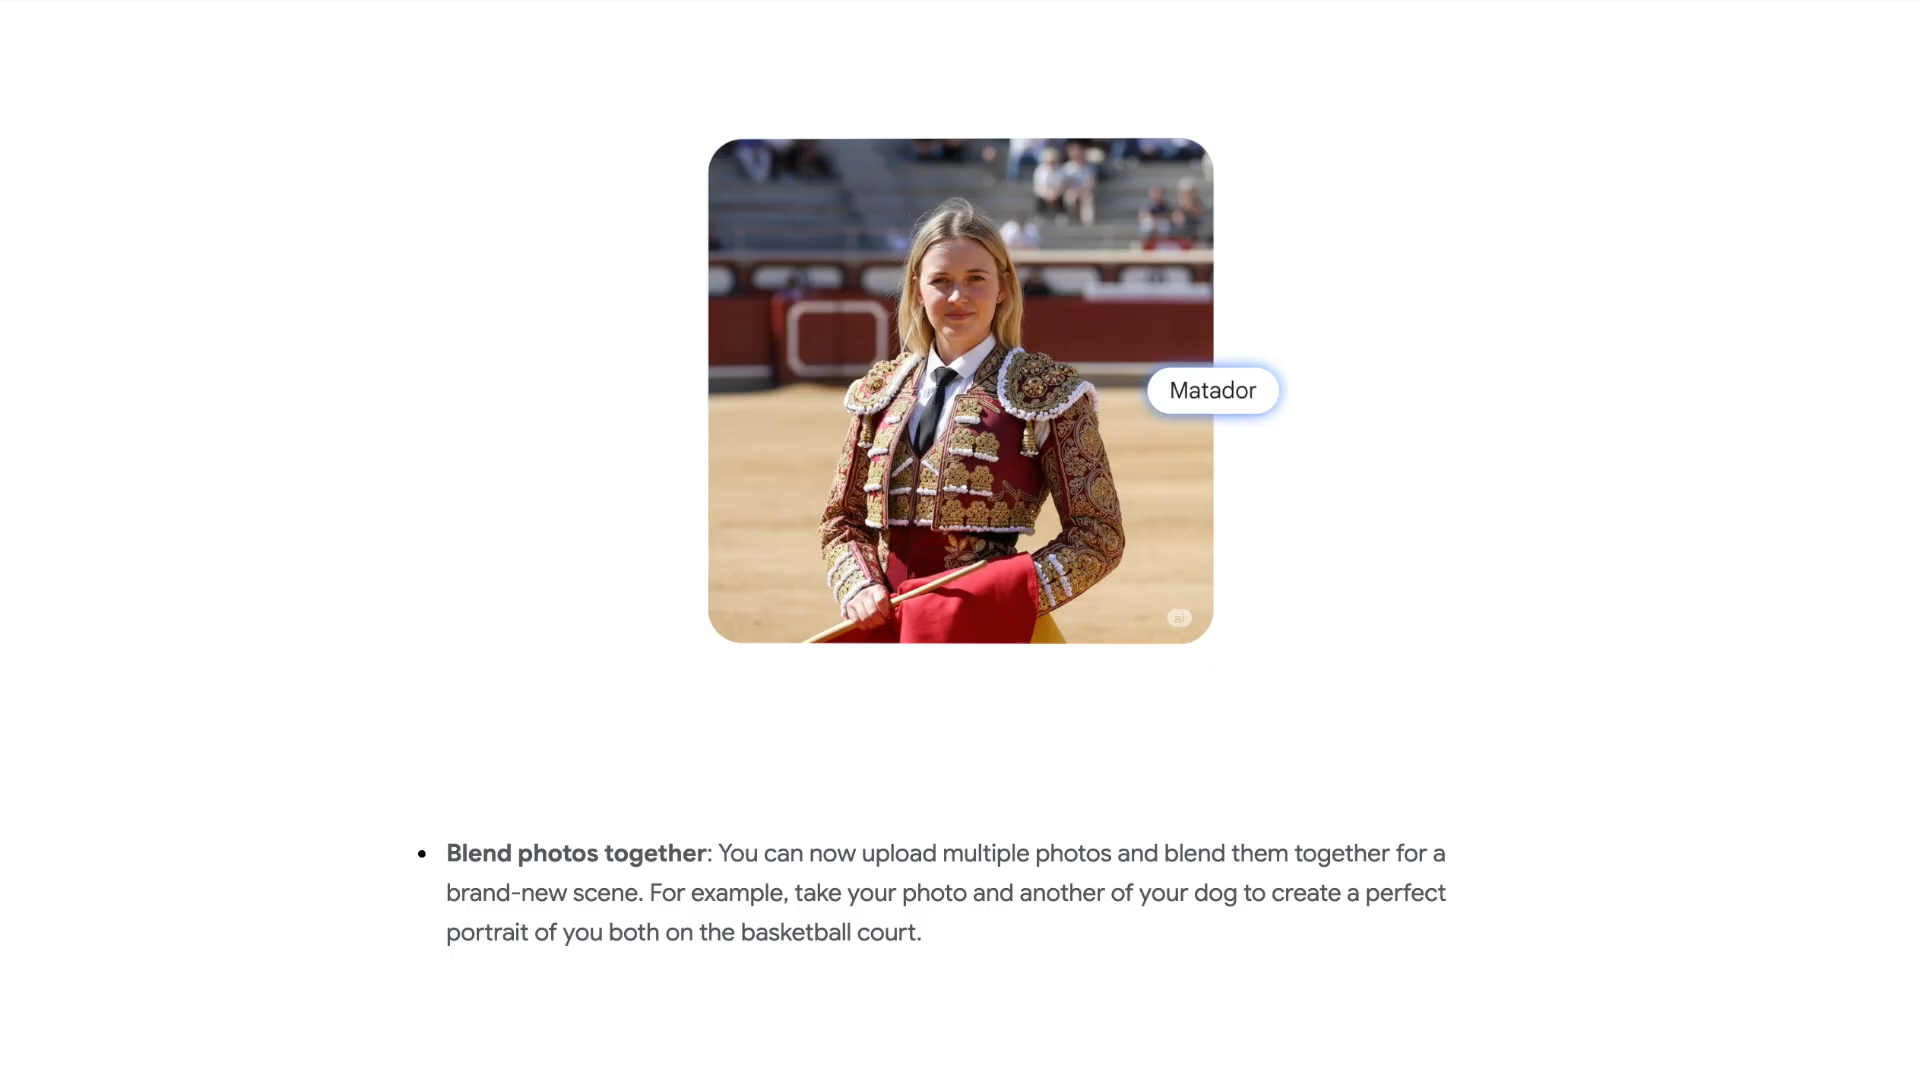 Matador
ai
Blend photos together: You can now upload multiple photos and blend them together for a
brand-new scene. For example, take your photo and another of your dog to create a perfect
portrait of you both on the basketball court.